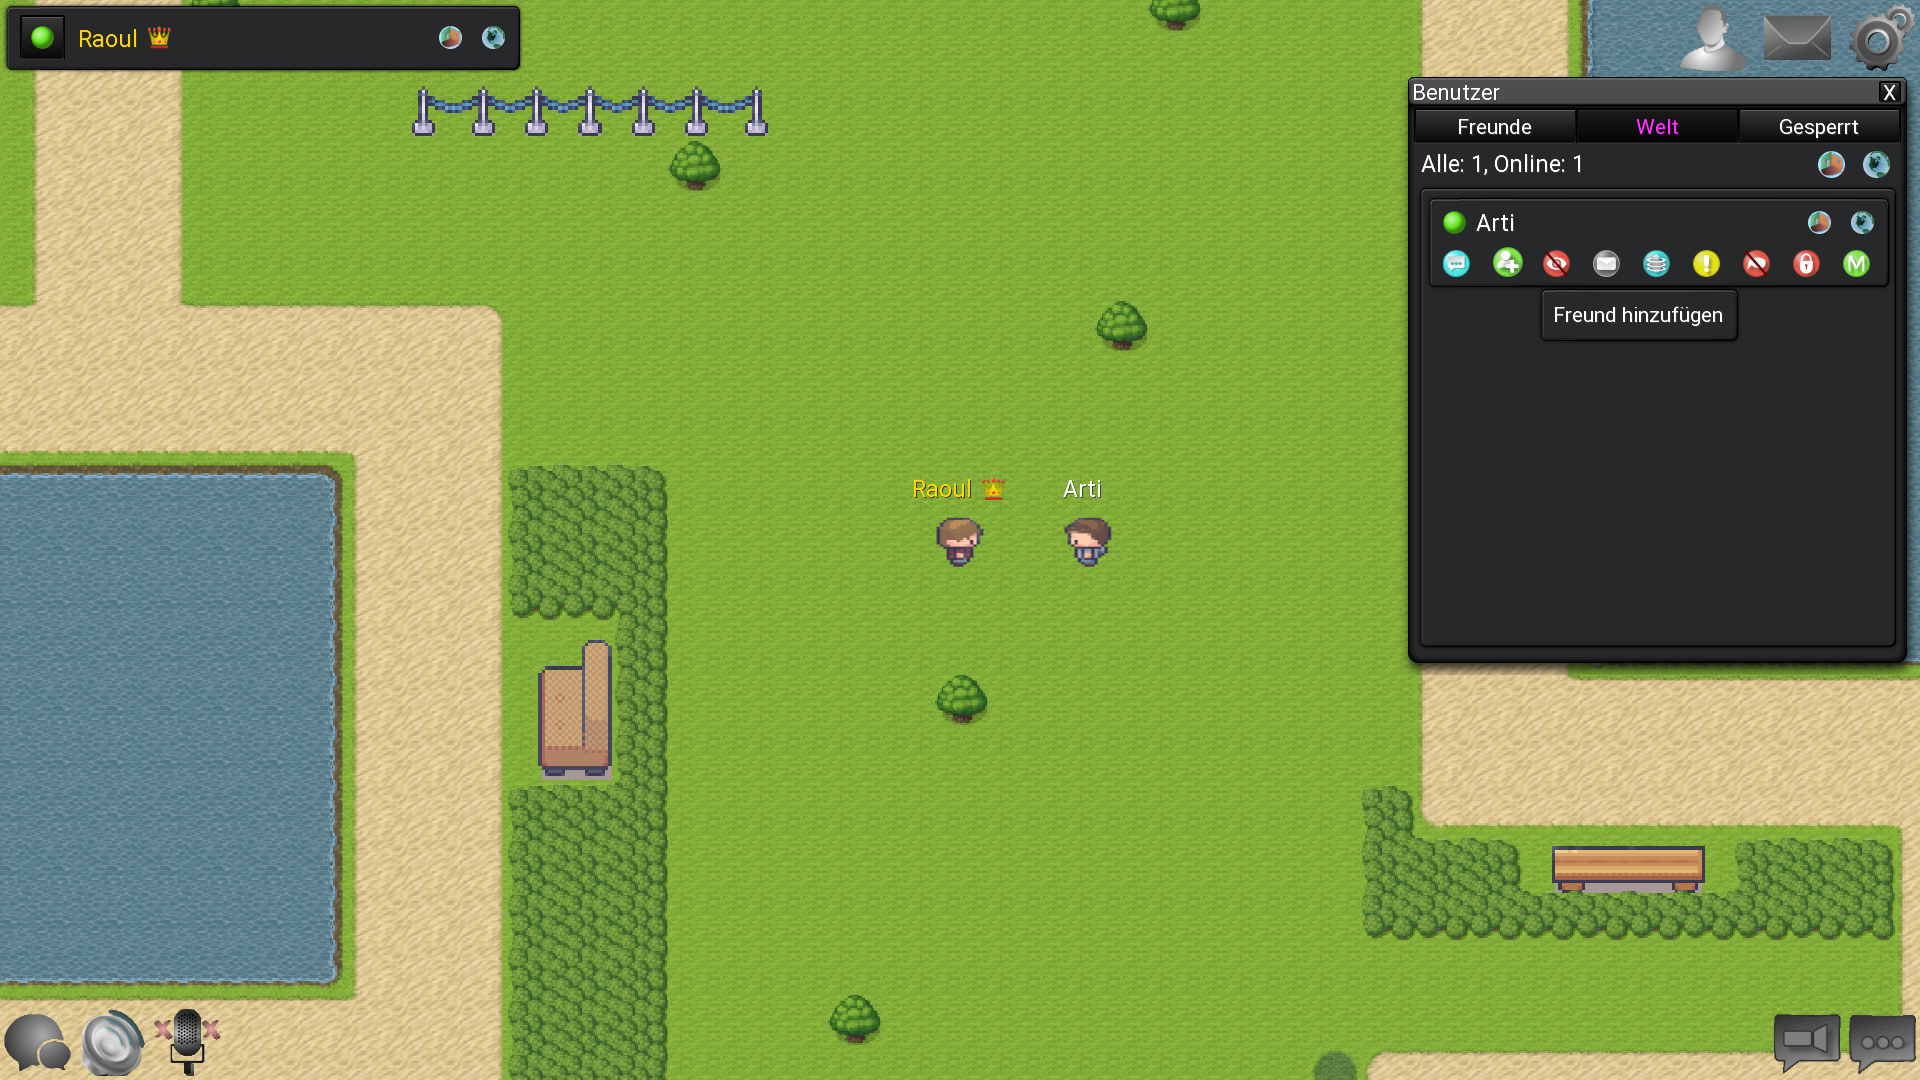 Raoul
Benutzer X
Freunde Welt Gesperrt
Alle: 1, Online: 1
Arti
M
Freund hinzufügen
Raoul Arti